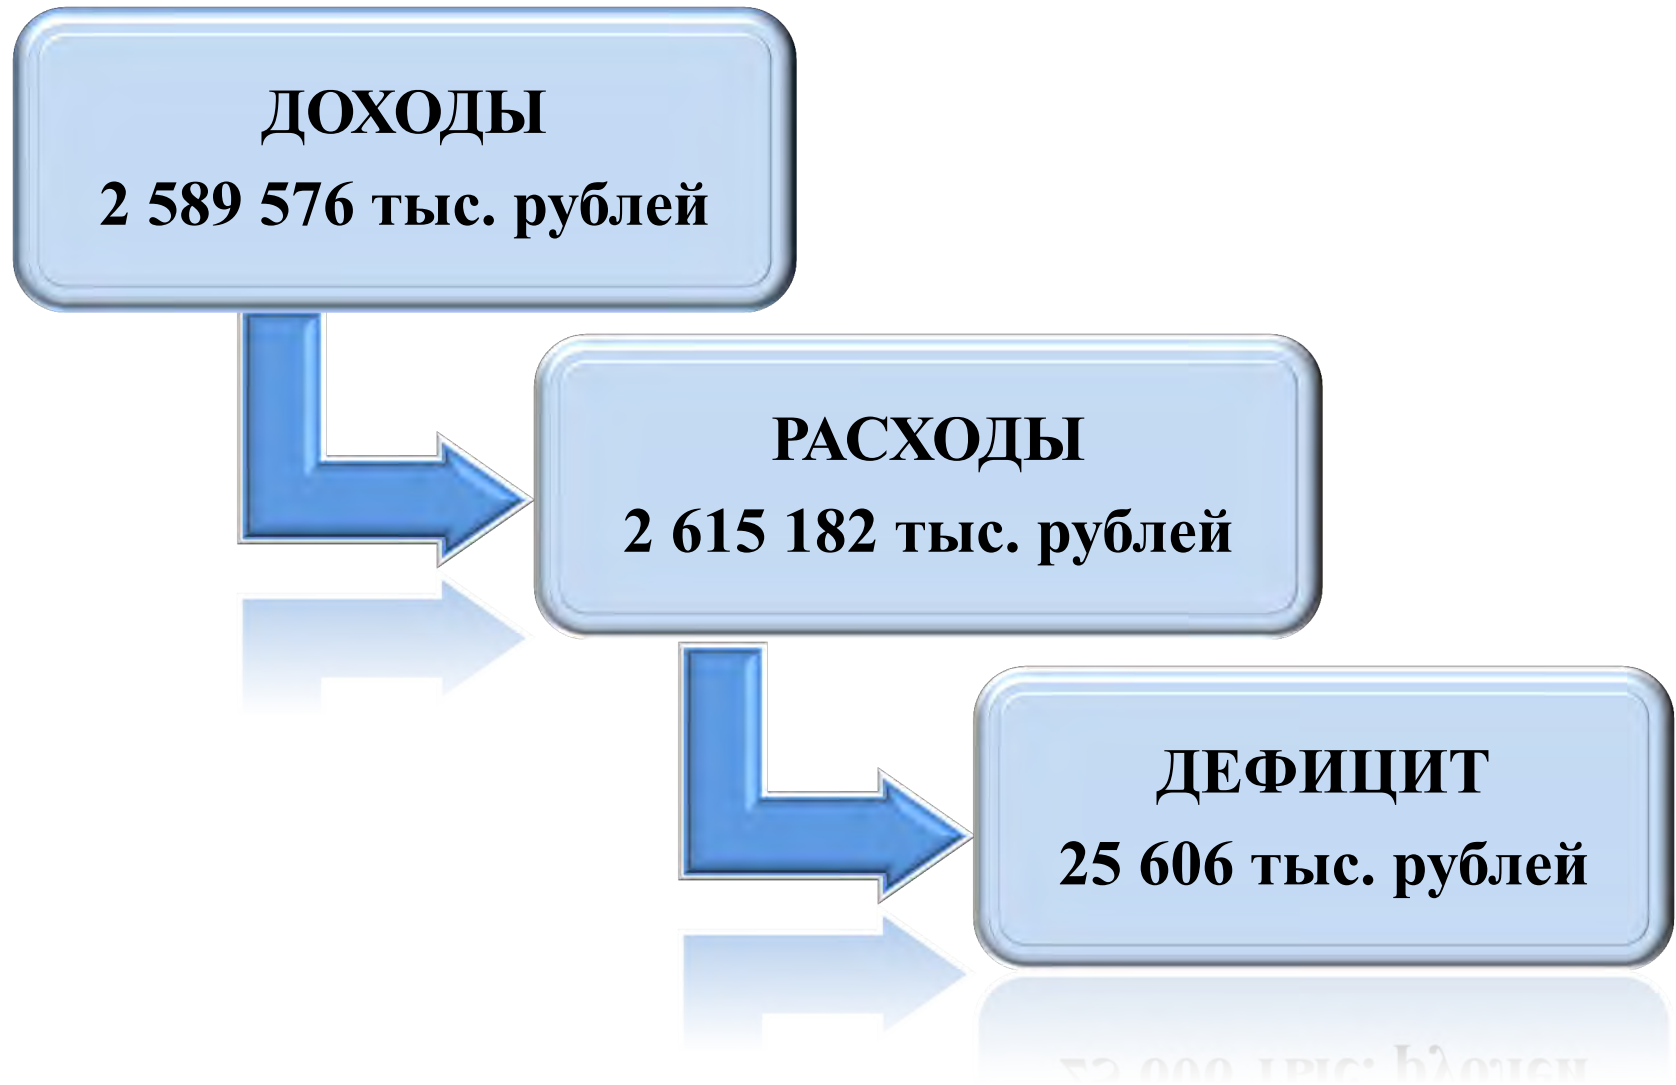 ДОХОДЫ
2 589 576 тыс. рублей
РАСХОДЫ
2 615 182 тыс. рублей
ДЕФИЦИТ
25 606 тыс. рублей